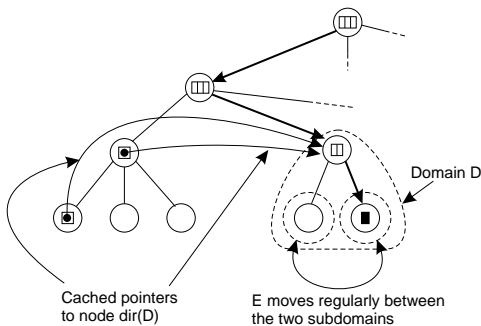 Domain D
Cached pointers
to node dir(D)
E moves regularly between
the two subdomains